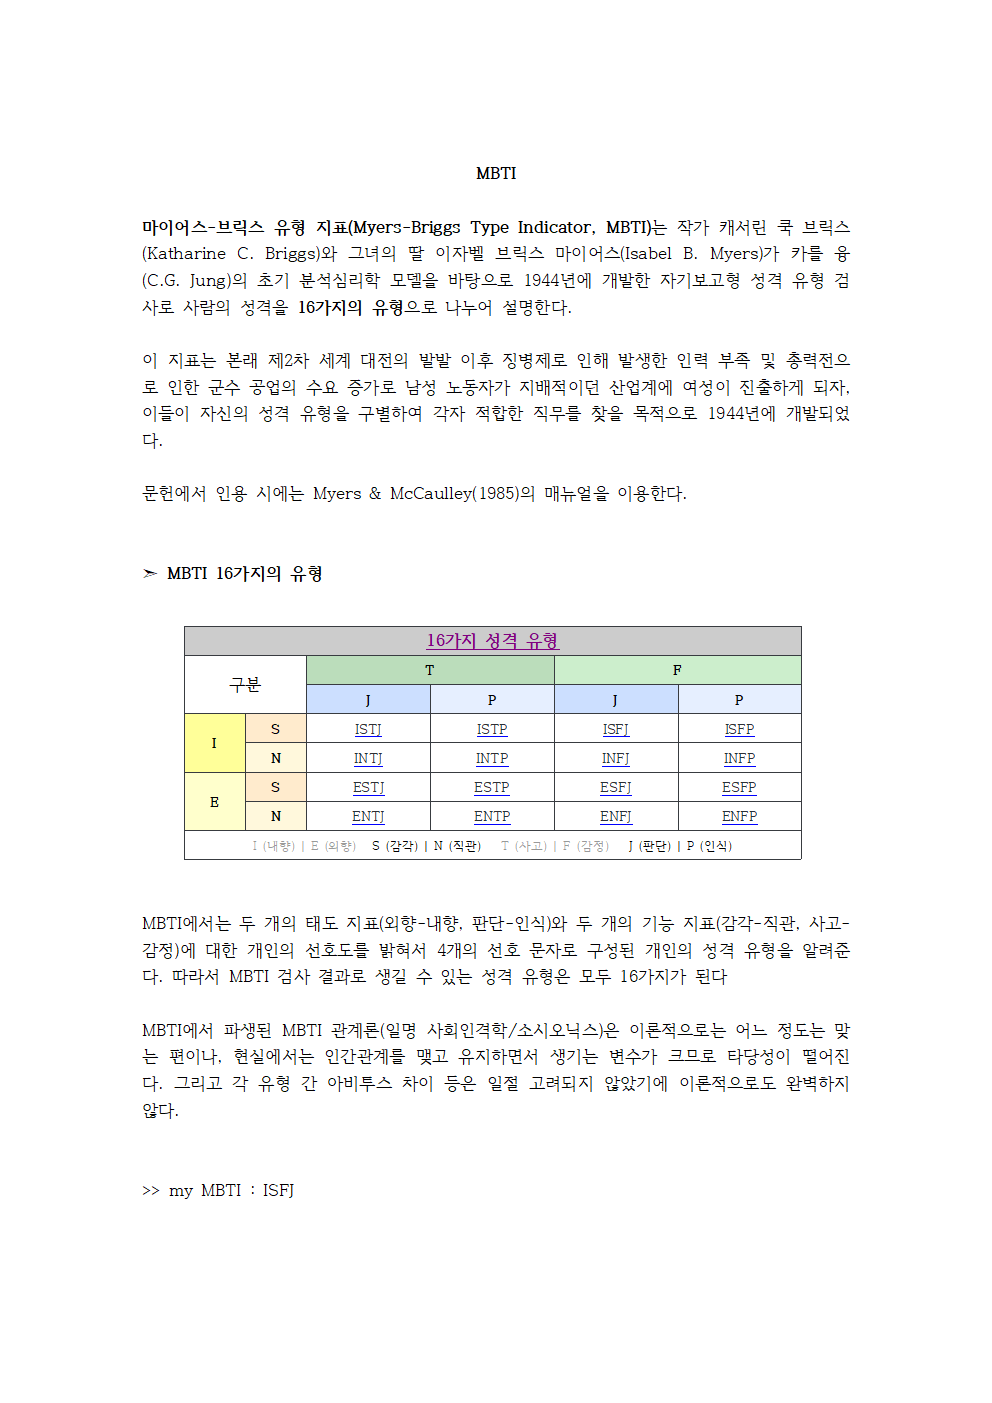 MBTI
마이어스-브릭스 유형 지표(Myers-Briggs Type Indicator, MBTI)는 작가 캐서린 쿡 브릭스
(Katharine C. Briggs)와 그녀의 딸 이자벨 브릭스 마이어스(Isabel B. Myers)가 카를 융
(C.G. Jung)의 초기 분석심리학 모델을 바탕으로 1944년에 개발한 자기보고형 성격 유형 검
사로 사람의 성격을 16가지의 유형으로 나누어 설명한다.
이 지표는 본래 제2차 세계 대전의 발발 이후 징병제로 인해 발생한 인력 부족 및 총력전으
로 인한 군수 공업의 수요 증가로 남성 노동자가 지배적이던 산업계에 여성이 진출하게 되자,
이들이 자신의 성격 유형을 구별하여 각자 적합한 직무를 찾을 목적으로 1944년에 개발되었
다.
문헌에서 인용 시에는 Myers & McCaulley(1985)의 매뉴얼을 이용한다.
➣ MBTI 16가지의 유형
16가지 성격 유형
구분 T F
J P J P
I S ISTJ ISTP ISFJ ISFP
N INTJ INTP INFJ INFP
E S ESTJ ESTP ESFJ ESFP
N ENTJ ENTP ENFJ ENFP
I (내향) | E (외향) S (감각) | N (직관) T (사고) | F (감정) J (판단) | P (인식)
MBTI에서는 두 개의 태도 지표(외향-내향, 판단-인식)와 두 개의 기능 지표(감각-직관, 사고-
감정)에 대한 개인의 선호도를 밝혀서 4개의 선호 문자로 구성된 개인의 성격 유형을 알려준
다. 따라서 MBTI 검사 결과로 생길 수 있는 성격 유형은 모두 16가지가 된다
MBTI에서 파생된 MBTI 관계론(일명 사회인격학/소시오닉스)은 이론적으로는 어느 정도는 맞
는 편이나, 현실에서는 인간관계를 맺고 유지하면서 생기는 변수가 크므로 타당성이 떨어진
다. 그리고 각 유형 간 아비투스 차이 등은 일절 고려되지 않았기에 이론적으로도 완벽하지
않다.
>> my MBTI : ISFJ